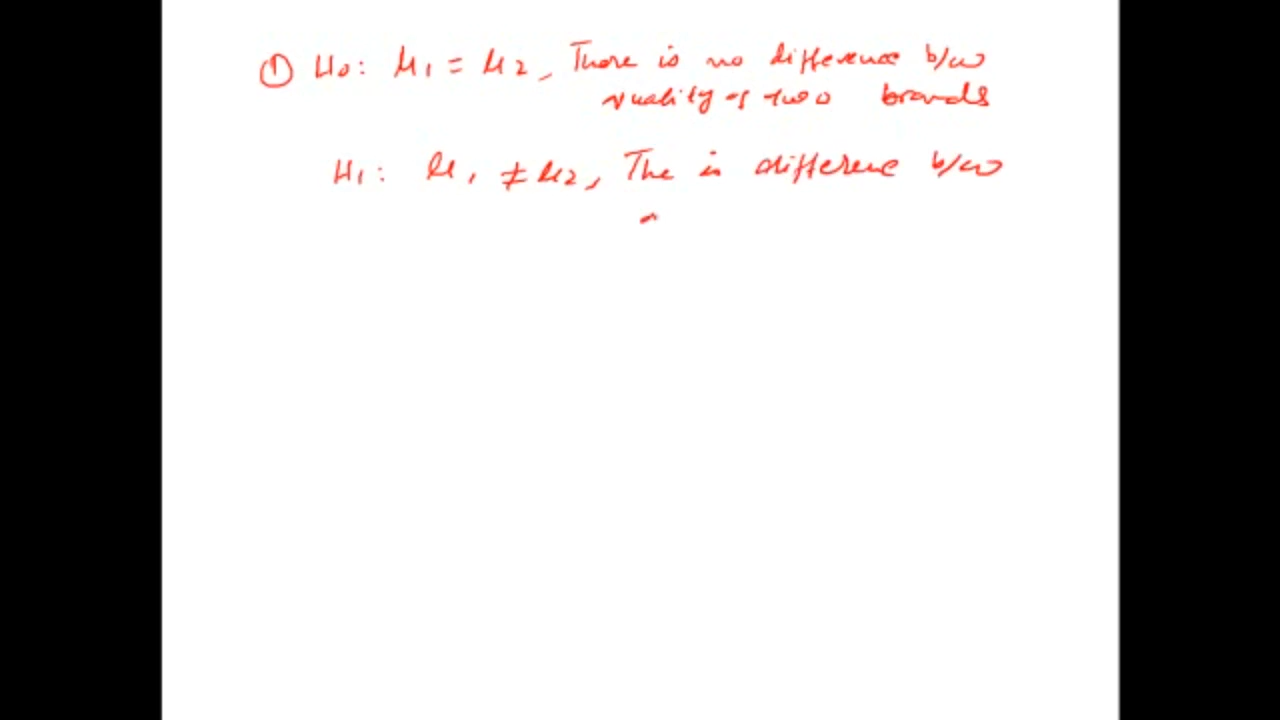 ① H₀: μ₁ = μ₂, There is no difference b/w
quality of two brands
H₁: μ₁ ≠ μ₂, The is difference b/w